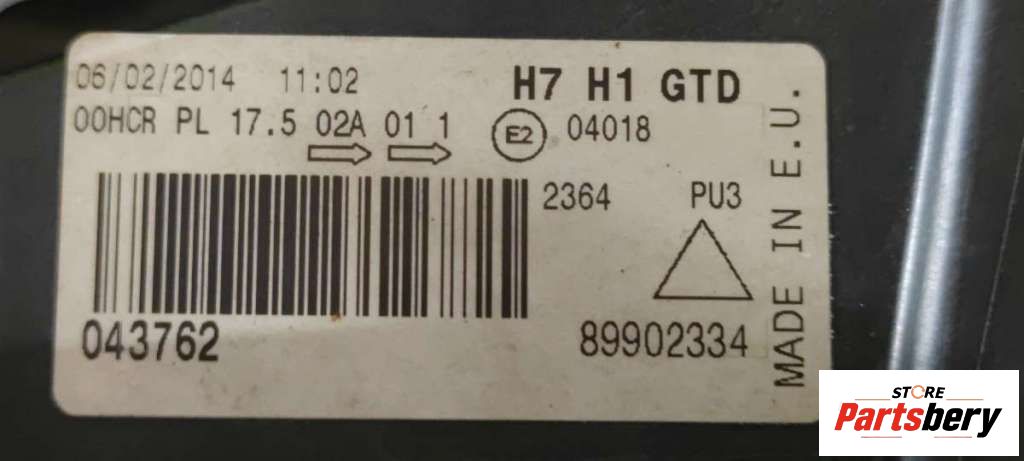 06/02/2014 11:02 H7 H1 GTD
00HCR PL 17.5 02A 01 1 E2 04018
2364 PU3
043762 89902334
MADE IN E.U.
STORE
Partsbery